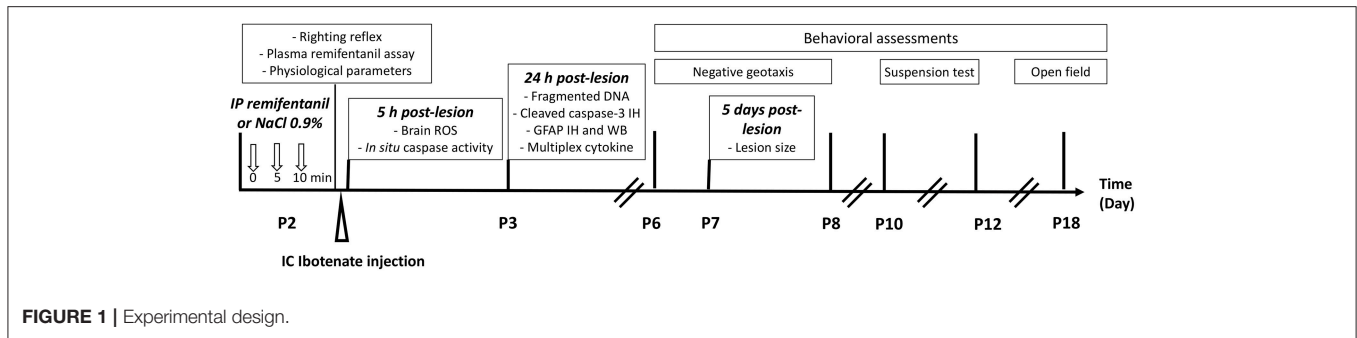 - Righting reflex
- Plasma remifentanil assay
- Physiological parameters
IP remifentanil
or NaCl 0.9%
0 5 10 min
5 h post-lesion
- Brain ROS
- In situ caspase activity
24 h post-lesion
- Fragmented DNA
- Cleaved caspase-3 IH
- GFAP IH and WB
- Multiplex cytokine
Behavioral assessments
Negative geotaxis
Suspension test
Open field
5 days post-
lesion
- Lesion size
Time
(Day)
P2 P3 P6 P7 P8 P10 P12 P18
IC Ibotenate injection
FIGURE 1 | Experimental design.